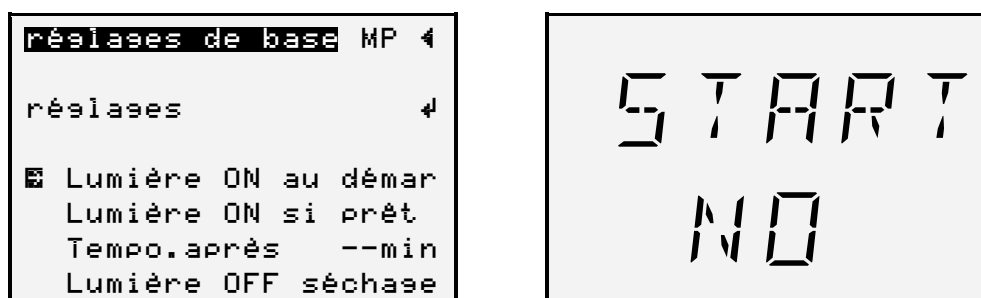 réglages de base MP
réglages
Lumière ON au démar
Lumière ON si prêt
Tempo.après --min
Lumière OFF séchage
START
NO